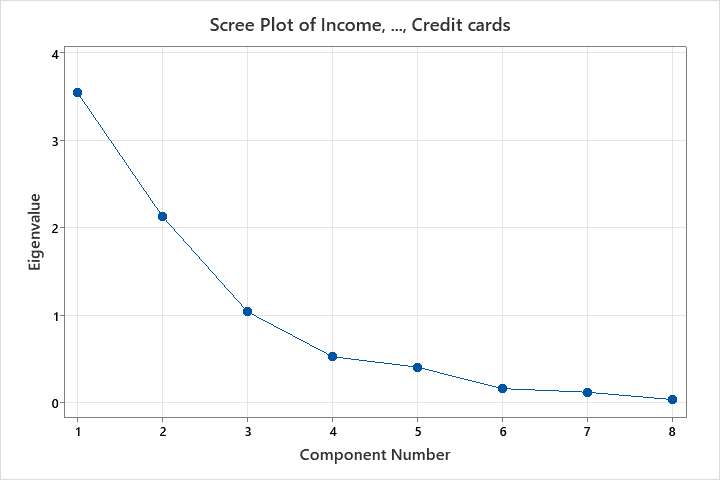 Scree Plot of Income, ..., Credit cards
4
3
2
1
0
Eigenvalue
1 2 3 4 5 6 7 8
Component Number